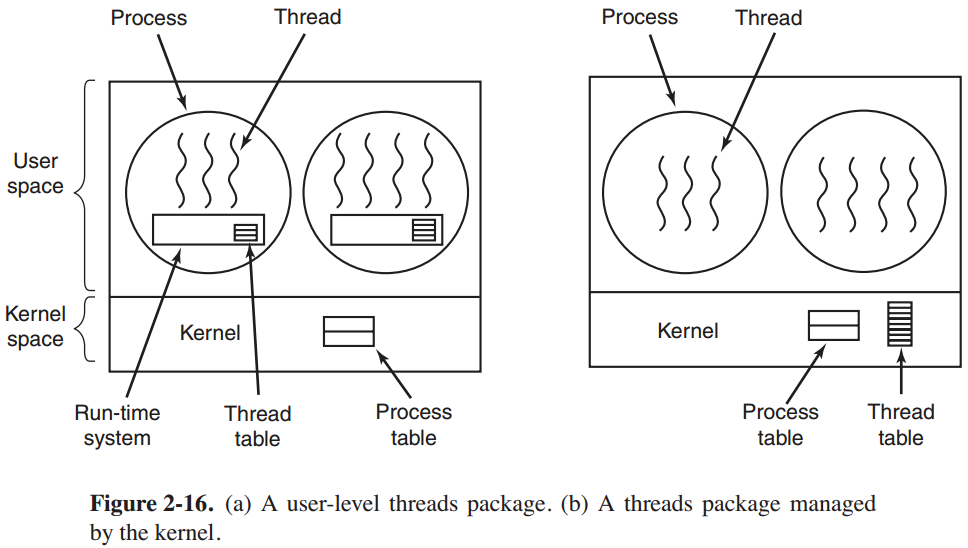 Process
Thread
Process
Thread
User
space
Kernel
space
Kernel
Kernel
Run-time
system
Thread
table
Process
table
Process
table
Thread
table
Figure 2-16. (a) A user-level threads package. (b) A threads package managed
by the kernel.